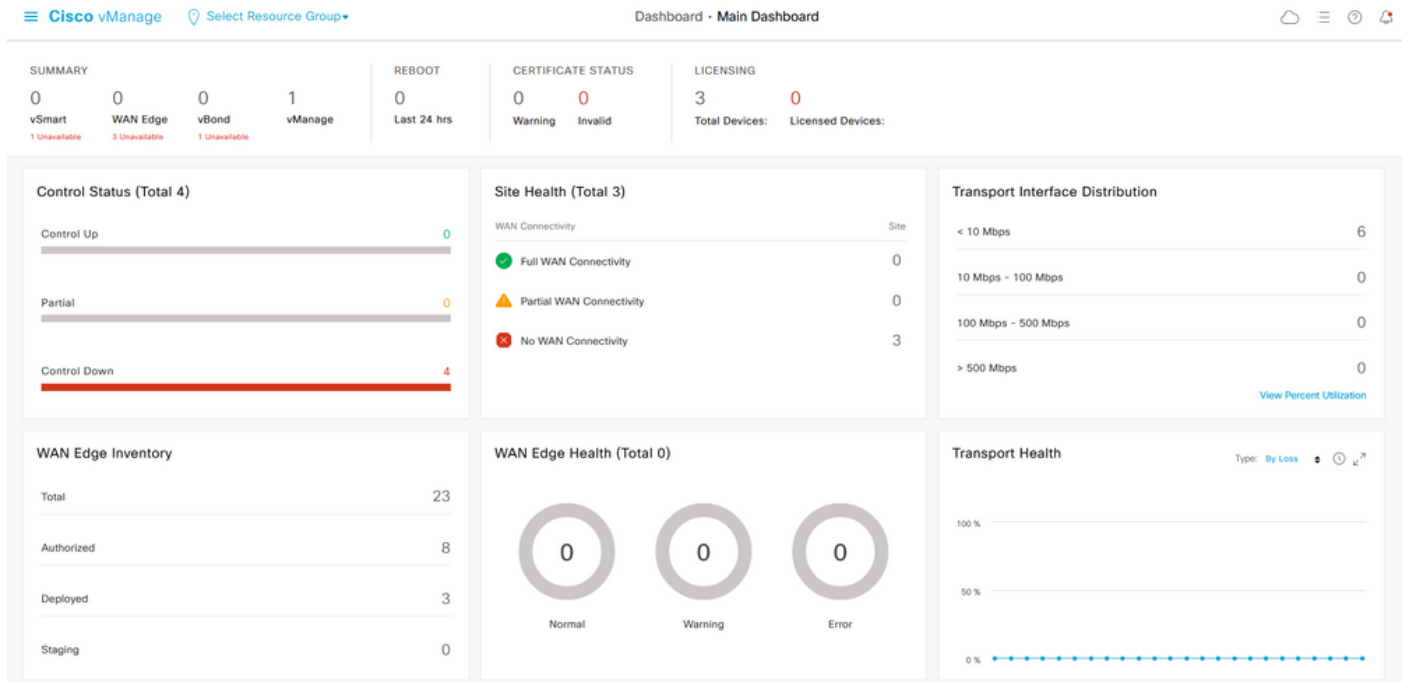 Cisco vManage
Select Resource Group
Dashboard · Main Dashboard
SUMMARY
0
vSmart
1 Unavailable
0
WAN Edge
3 Unavailable
0
vBond
1 Unavailable
1
vManage
REBOOT
0
Last 24 hrs
CERTIFICATE STATUS
0
Warning
0
Invalid
LICENSING
3
Total Devices:
0
Licensed Devices:
Control Status (Total 4)
Control Up 0
Partial 0
Control Down 4
Site Health (Total 3)
WAN Connectivity Site
Full WAN Connectivity 0
Partial WAN Connectivity 0
No WAN Connectivity 3
Transport Interface Distribution
< 10 Mbps 6
10 Mbps - 100 Mbps 0
100 Mbps - 500 Mbps 0
> 500 Mbps 0
View Percent Utilization
WAN Edge Inventory
Total 23
Authorized 8
Deployed 3
Staging 0
WAN Edge Health (Total 0)
0 0 0
Normal Warning Error
Transport Health
Type: By Loss
100 %
50 %
0 %